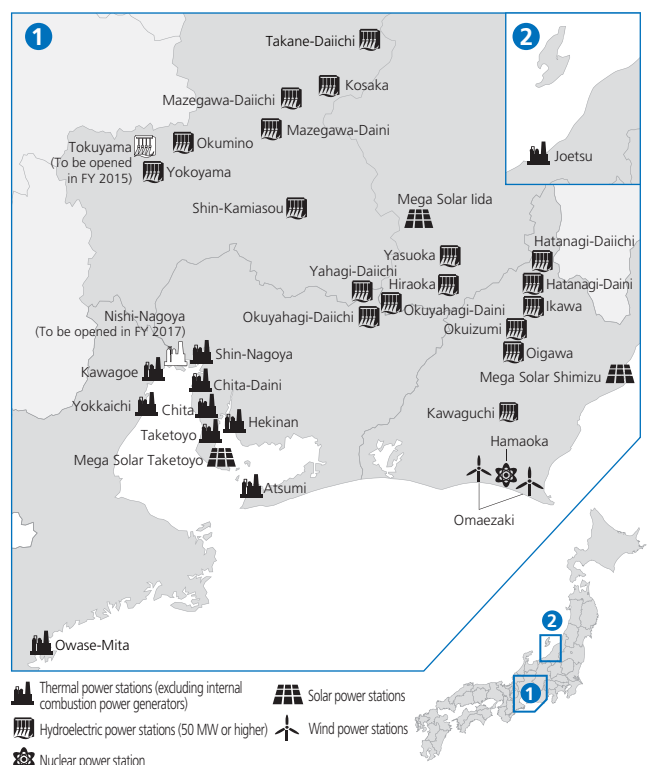 1
2
Takane-Daiichi
Kosaka
Mazegawa-Daiichi
Mazegawa-Daini
Tokuyama
(To be opened
in FY 2015)
Okumino
Yokoyama
Joetsu
Shin-Kamiasou
Mega Solar Iida
Hatanagi-Daiichi
Yasuoka
Yahagi-Daiichi
Hiraoka
Hatanagi-Daini
Okuyahagi-Daini
Ikawa
Okuyahagi-Daiichi
Okuizumi
Nishi-Nagoya
(To be opened in FY 2017)
Shin-Nagoya
Oigawa
Kawagoe
Chita-Daini
Mega Solar Shimizu
Yokkaichi
Chita
Hekinan
Kawaguchi
Taketoyo
Hamaoka
Mega Solar Taketoyo
Atsumi
Omaezaki
Owase-Mita
2
1
Thermal power stations (excluding internal
combustion power generators)
Solar power stations
Hydroelectric power stations (50 MW or higher)
Wind power stations
Nuclear power station